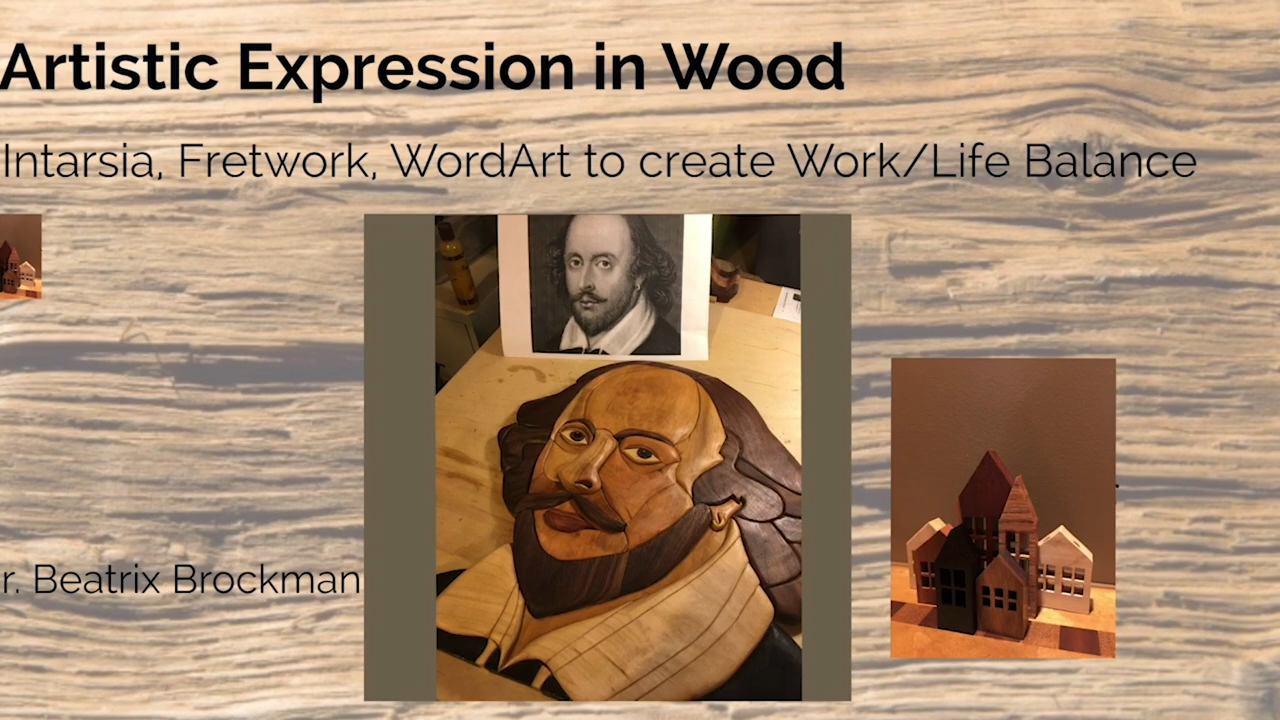 Artistic Expression in Wood
Intarsia, Fretwork, WordArt to create Work/Life Balance
r. Beatrix Brockman